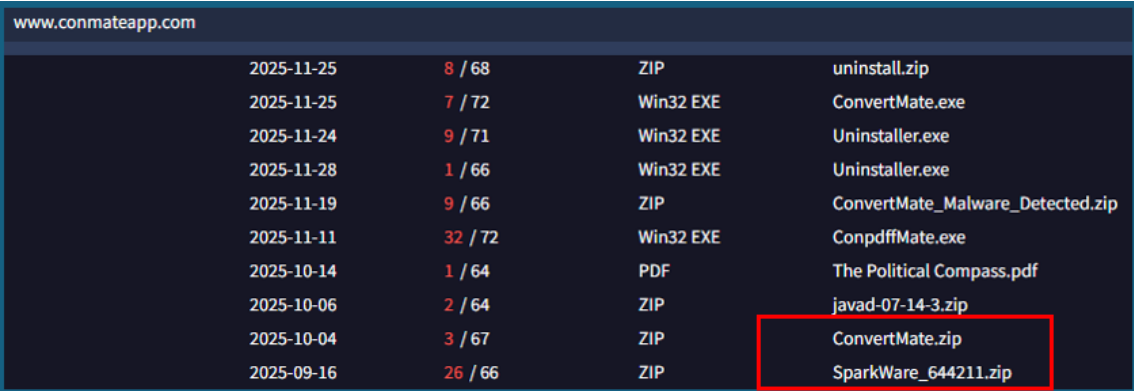 www.conmateapp.com
2025-11-25 8 / 68 ZIP uninstall.zip
2025-11-25 7 / 72 Win32 EXE ConvertMate.exe
2025-11-24 9 / 71 Win32 EXE Uninstaller.exe
2025-11-28 1 / 66 Win32 EXE Uninstaller.exe
2025-11-19 9 / 66 ZIP ConvertMate_Malware_Detected.zip
2025-11-11 32 / 72 Win32 EXE ConpdffMate.exe
2025-10-14 1 / 64 PDF The Political Compass.pdf
2025-10-06 2 / 64 ZIP javad-07-14-3.zip
2025-10-04 3 / 67 ZIP ConvertMate.zip
2025-09-16 26 / 66 ZIP SparkWare_644211.zip